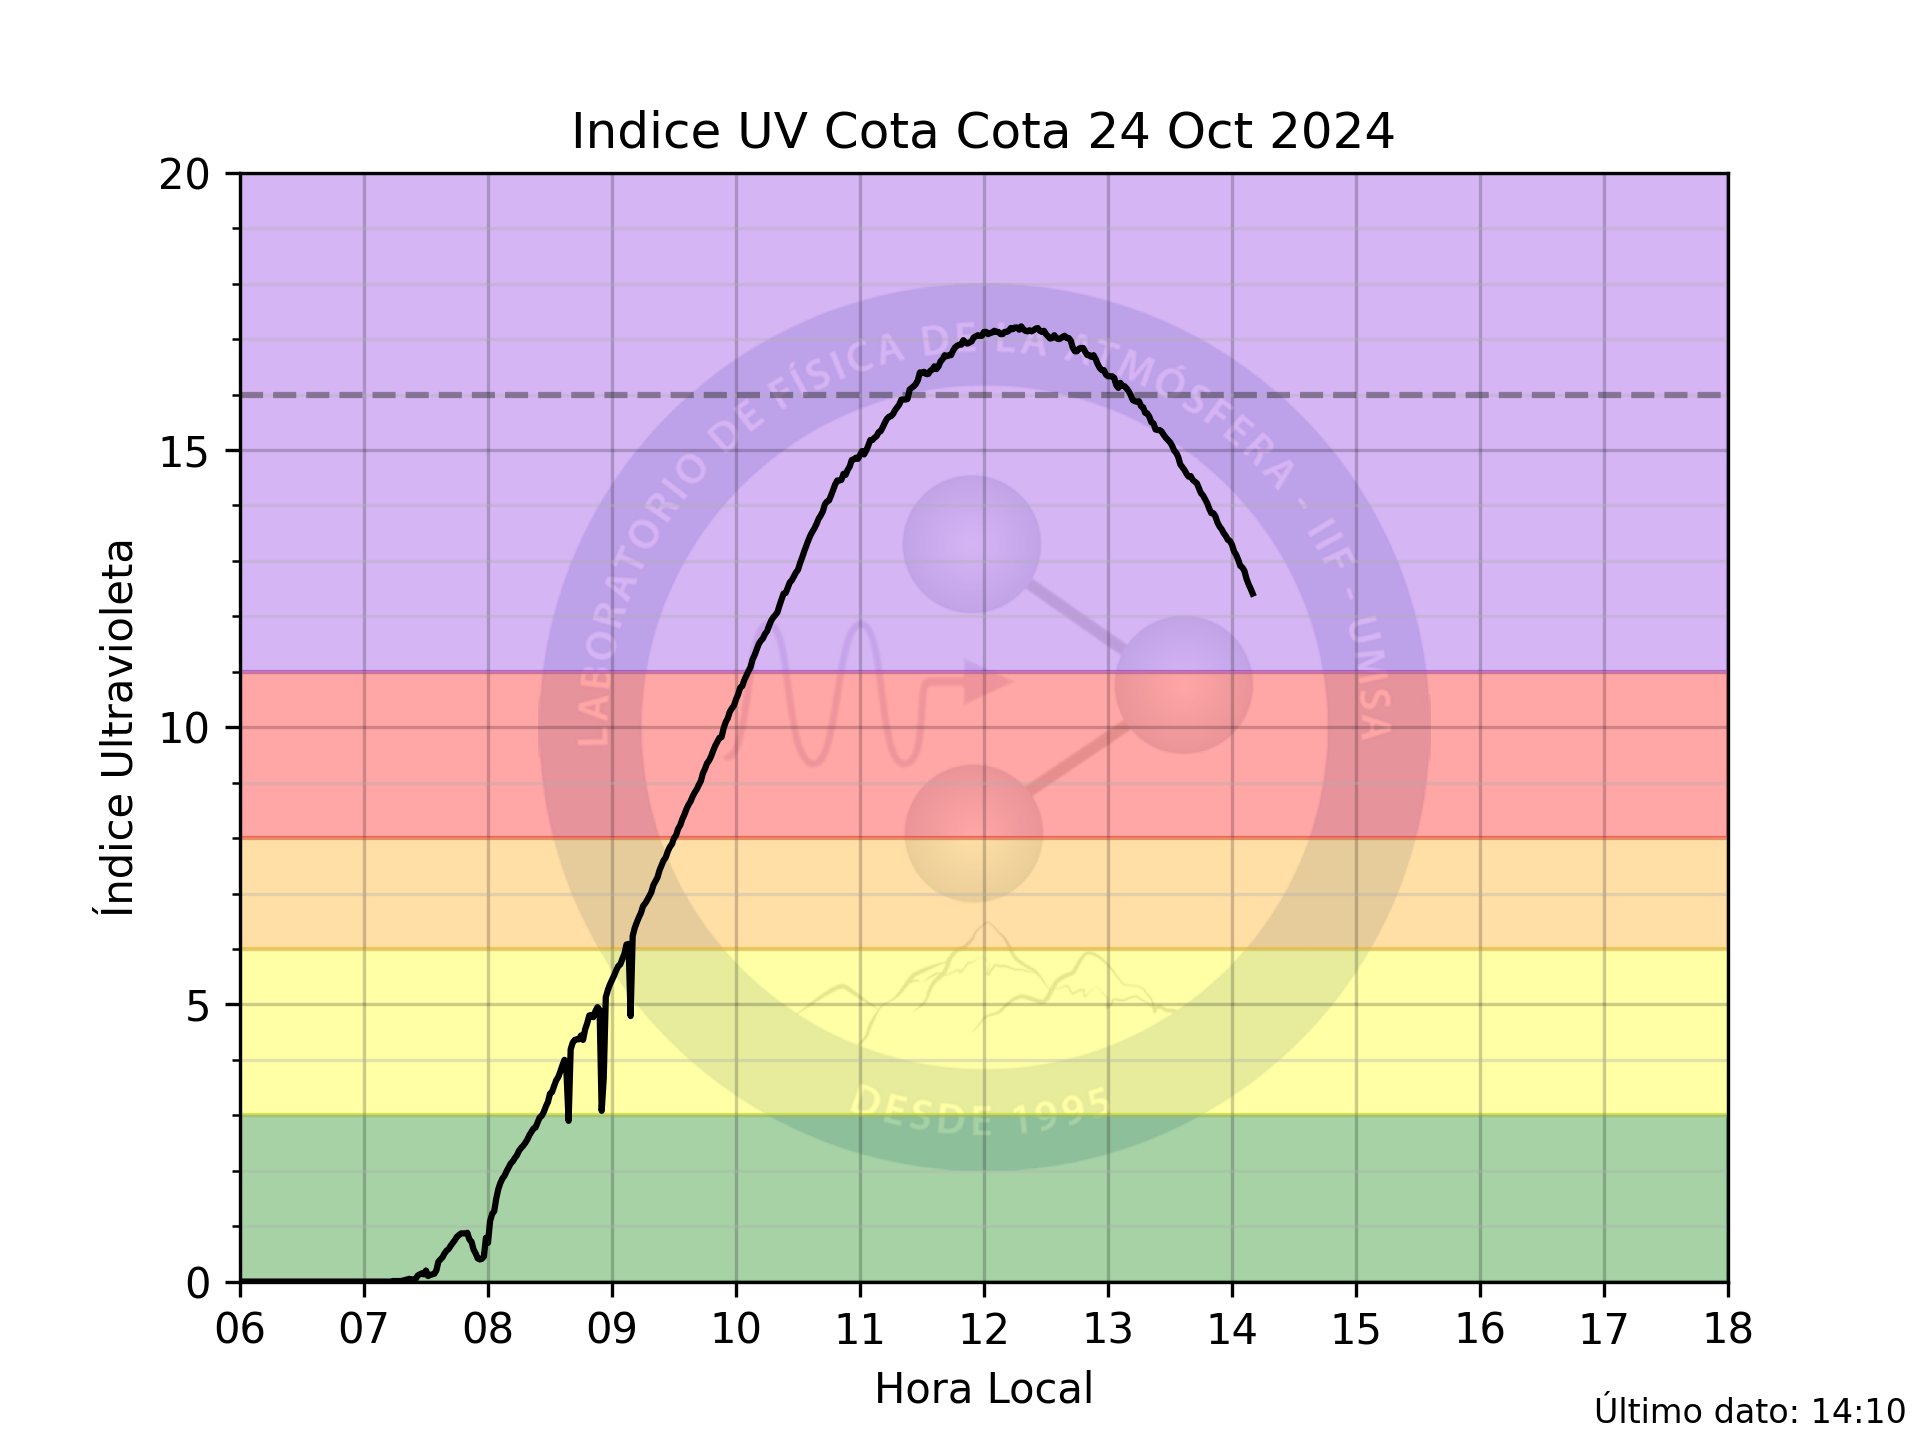 Indice UV Cota Cota 24 Oct 2024
20
15
10
5
0
Índice Ultravioleta
LABORATORIO DE FÍSICA DE LA ATMÓSFERA - IIF - UMSA
DESDE 1995
06 07 08 09 10 11 12 13 14 15 16 17 18
Hora Local
Último dato: 14:10